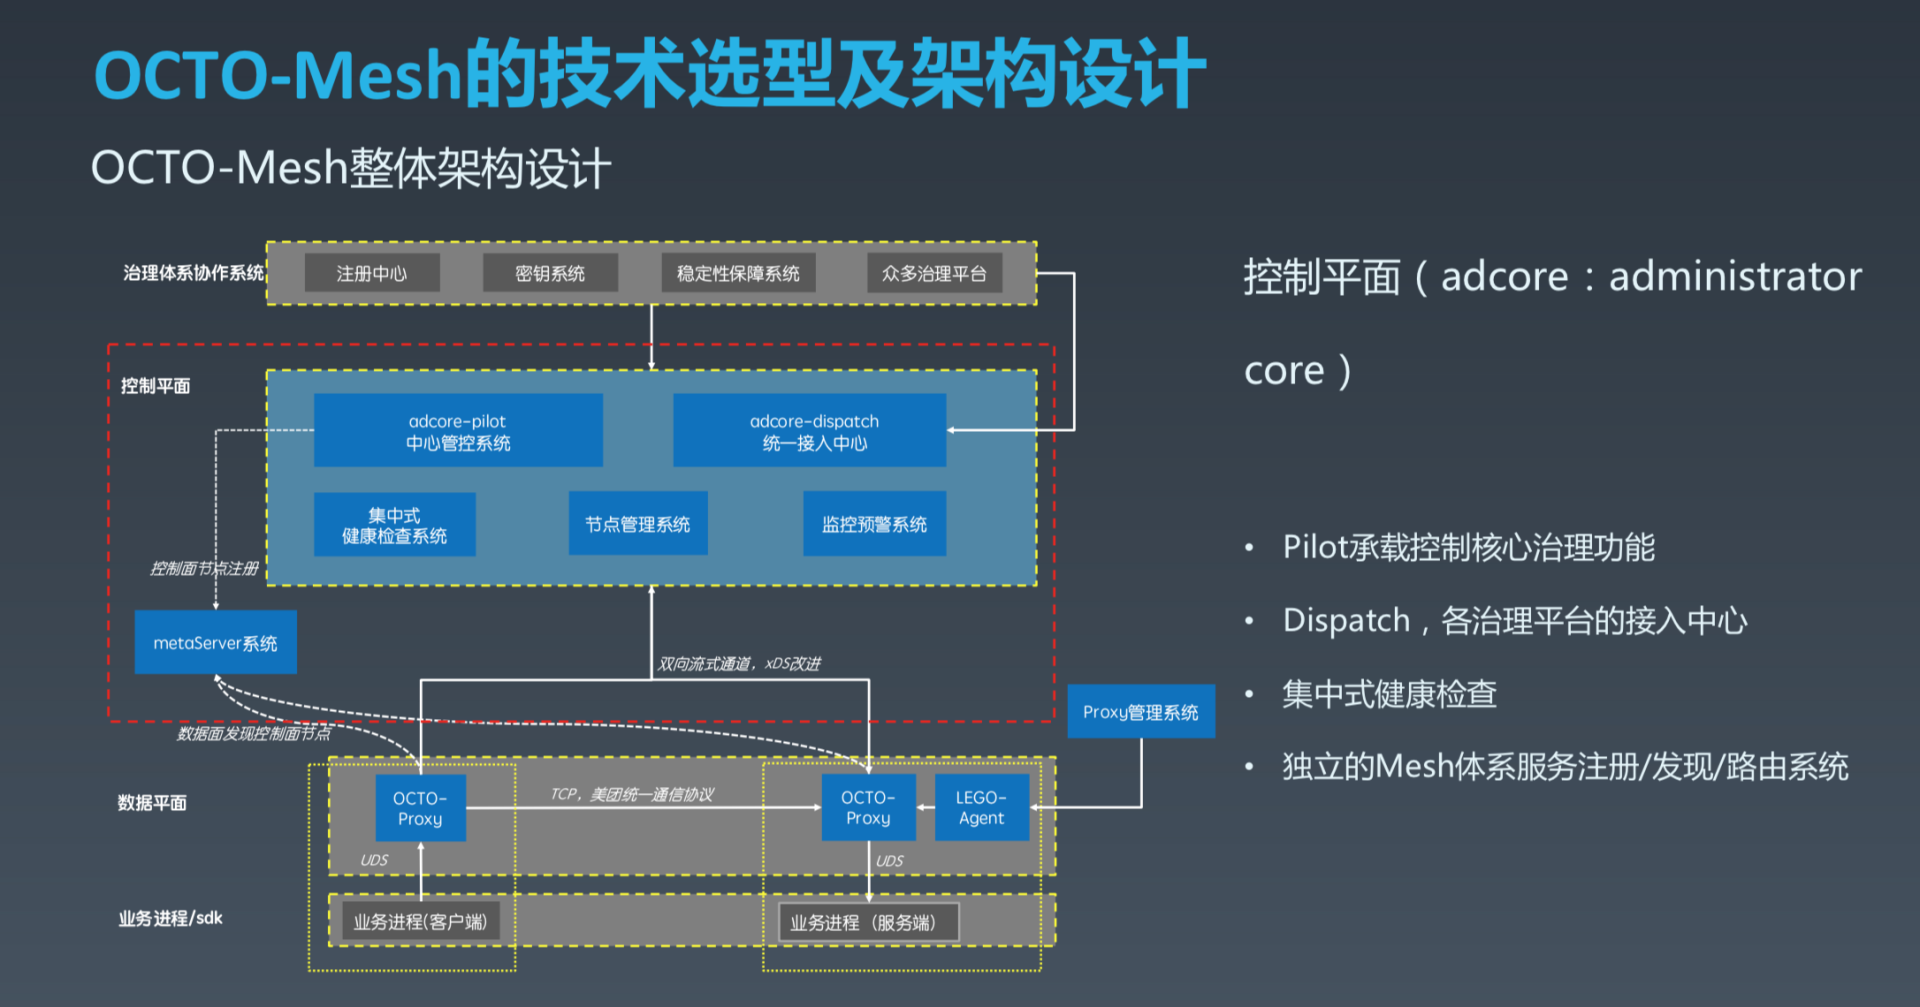 OCTO-Mesh的技术选型及架构设计
OCTO-Mesh整体架构设计
治理体系协作系统
注册中心
密钥系统
稳定性保障系统
众多治理平台
控制平面
adcore-pilot
中心管控系统
adcore-dispatch
统一接入中心
集中式
健康检查系统
节点管理系统
监控预警系统
控制面节点注册
metaServer系统
双向流式通道，xDS改进
数据面发现控制面节点
Proxy管理系统
数据平面
OCTO-
Proxy
TCP，美团统一通信协议
OCTO-
Proxy
LEGO-
Agent
UDS
UDS
业务进程/sdk
业务进程(客户端)
业务进程（服务端）
控制平面（adcore：administrator
core）
• Pilot承载控制核心治理功能
• Dispatch，各治理平台的接入中心
• 集中式健康检查
• 独立的Mesh体系服务注册/发现/路由系统